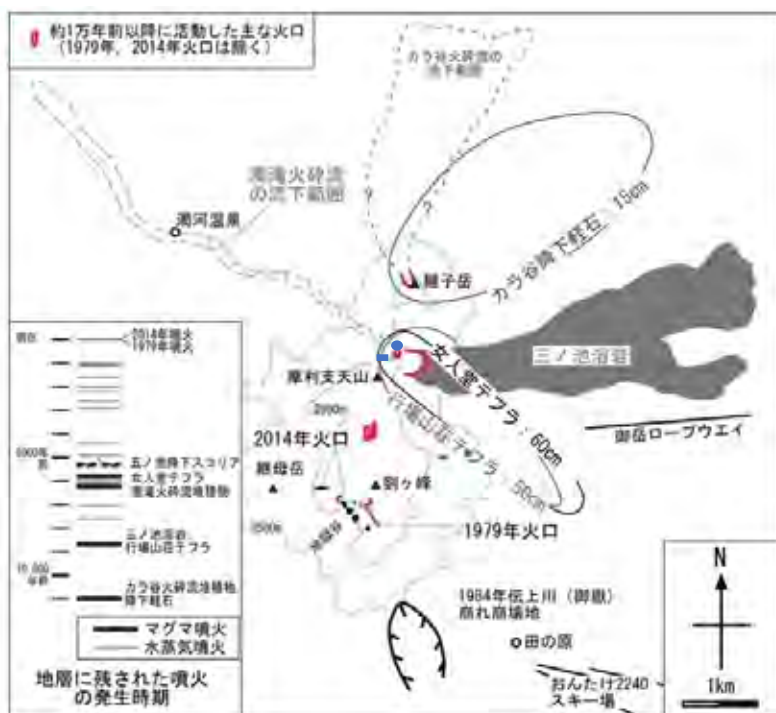 約1万年前以降に活動した主な火口
(1979年, 2014年火口は除く)
カラ谷火砕流の
流下範囲
濁滝火砕流
の流下範囲
濁河温泉
カラ谷降下軽石：15cm
継子岳
三ノ池溶岩
女人堂テフラ：60cm
行場山荘テフラ：50cm
摩利支天山
御岳ロープウエイ
2014年火口
継母岳
剣ヶ峰
2500m
地獄谷
1979年火口
1984年伝上川（御嶽）
崩れ崩壊地
田の原
おんたけ2240
スキー場
N
1km
現在
2014年噴火
1979年噴火
5000年
前
五ノ池降下スコリア
女人堂テフラ
濁滝火砕流堆積物
三ノ池溶岩,
行場山荘テフラ
10,000
年前
カラ谷火砕流堆積物,
降下軽石
マグマ噴火
水蒸気噴火
地層に残された噴火
の発生時期